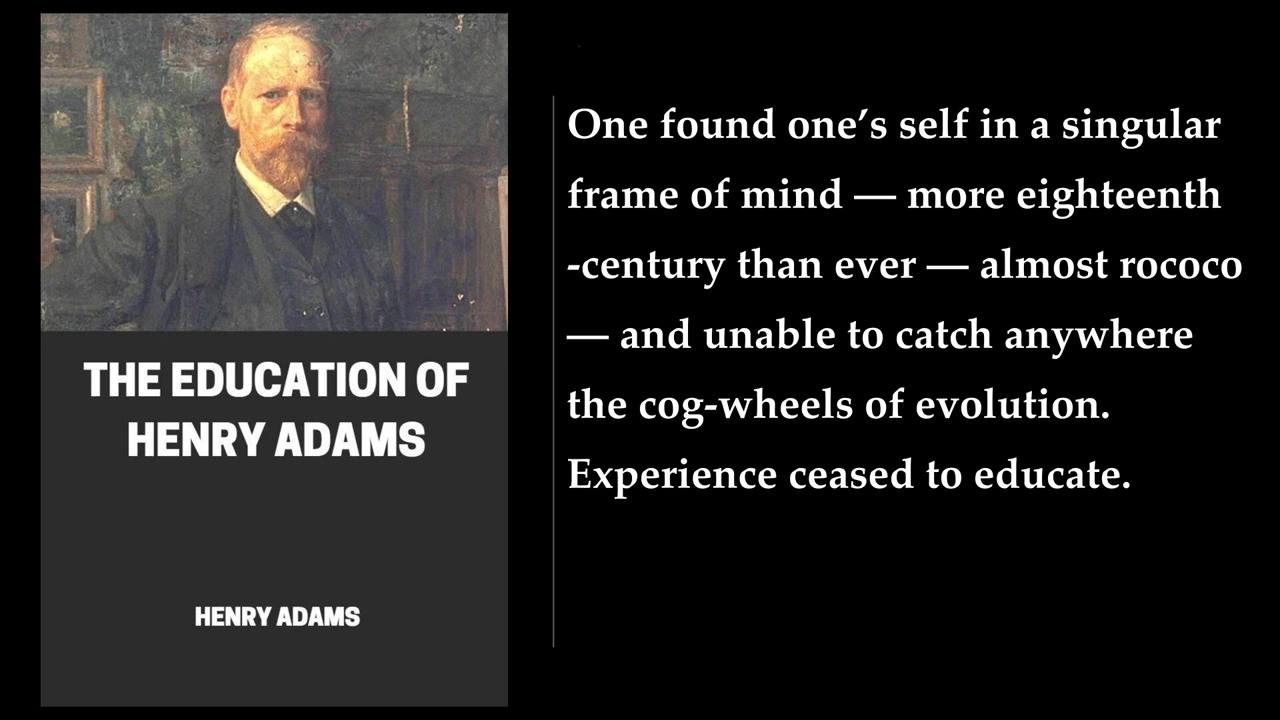 THE EDUCATION OF
HENRY ADAMS
HENRY ADAMS
One found one’s self in a singular
frame of mind — more eighteenth
-century than ever — almost rococo
— and unable to catch anywhere
the cog-wheels of evolution.
Experience ceased to educate.